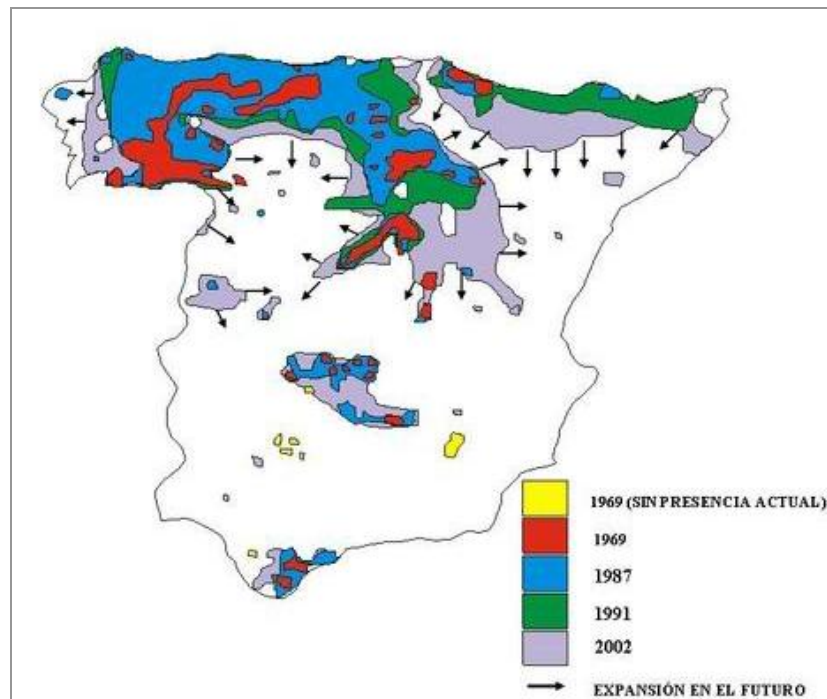 1969 (SIN PRESENCIA ACTUAL)
1969
1987
1991
2002
EXPANSIÓN EN EL FUTURO